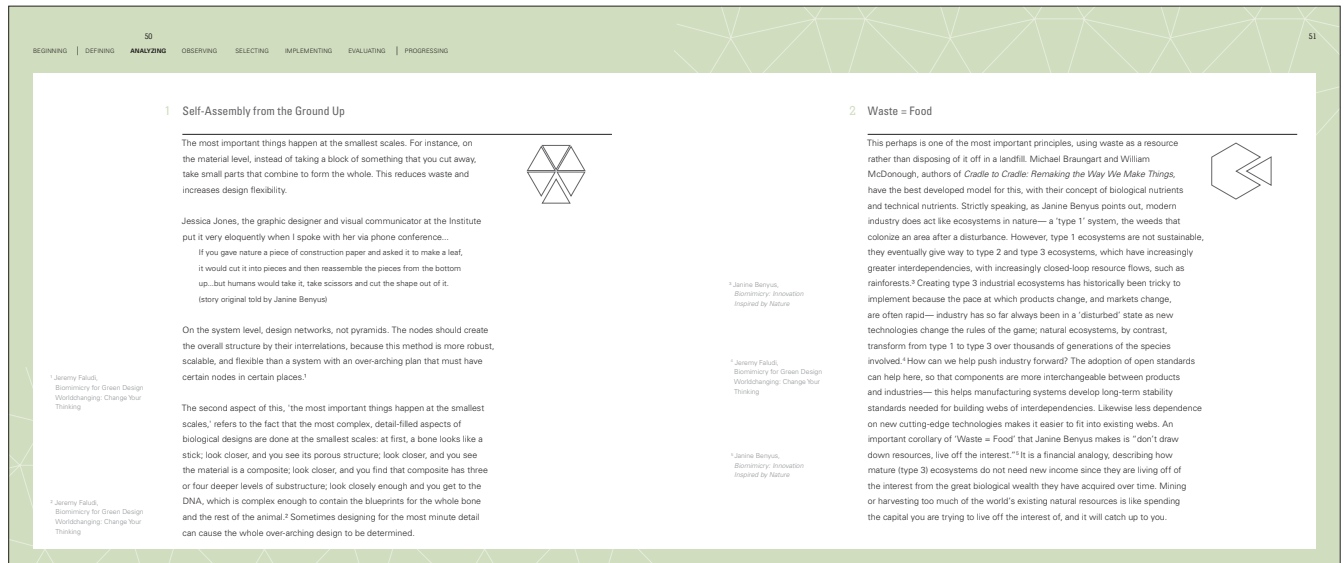 50
BEGINNING | DEFINING ANALYZING OBSERVING SELECTING IMPLEMENTING EVALUATING | PROGRESSING
1 Self-Assembly from the Ground Up
The most important things happen at the smallest scales. For instance, on
the material level, instead of taking a block of something that you cut away,
take small parts that combine to form the whole. This reduces waste and
increases design flexibility.
Jessica Jones, the graphic designer and visual communicator at the Institute
put it very eloquently when I spoke with her via phone conference...
If you gave nature a piece of construction paper and asked it to make a leaf,
it would cut it into pieces and then reassemble the pieces from the bottom
up...but humans would take it, take scissors and cut the shape out of it.
(story original told by Janine Benyus)
On the system level, design networks, not pyramids. The nodes should create
the overall structure by their interrelations, because this method is more robust,
scalable, and flexible than a system with an over-arching plan that must have
certain nodes in certain places.¹
The second aspect of this, 'the most important things happen at the smallest
scales,' refers to the fact that the most complex, detail-filled aspects of
biological designs are done at the smallest scales: at first, a bone looks like a
stick; look closer, and you see its porous structure; look closer, and you see
the material is a composite; look closer, and you find that composite has three
or four deeper levels of substructure; look closely enough and you get to the
DNA, which is complex enough to contain the blueprints for the whole bone
and the rest of the animal.² Sometimes designing for the most minute detail
can cause the whole over-arching design to be determined.
¹ Jeremy Faludi,
Biomimicry for Green Design
Worldchanging: Change Your
Thinking
Jeremy Faludi,
Biomimicry for Green Design
Worldchanging: Change Your
Thinking
51
2 Waste = Food
This perhaps is one of the most important principles, using waste as a resource
rather than disposing of it off in a landfill. Michael Braungart and William
McDonough, authors of Cradle to Cradle: Remaking the Way We Make Things,
have the best developed model for this, with their concept of biological nutrients
and technical nutrients. Strictly speaking, as Janine Benyus points out, modern
industry does act like ecosystems in nature— a 'type 1' system, the weeds that
colonize an area after a disturbance. However, type 1 ecosystems are not sustainable,
they eventually give way to type 2 and type 3 ecosystems, which have increasingly
greater interdependencies, with increasingly closed-loop resource flows, such as
rainforests.³ Creating type 3 industrial ecosystems has historically been tricky to
implement because the pace at which products change, and markets change,
are often rapid— industry has so far always been in a 'disturbed' state as new
technologies change the rules of the game; natural ecosystems, by contrast,
transform from type 1 to type 3 over thousands of generations of the species
involved.⁴ How can we help push industry forward? The adoption of open standards
can help here, so that components are more interchangeable between products
and industries— this helps manufacturing systems develop long-term stability
standards needed for building webs of interdependencies. Likewise less dependence
on new cutting-edge technologies makes it easier to fit into existing webs. An
important corollary of 'Waste = Food' that Janine Benyus makes is "don't draw
down resources, live off the interest."⁵ It is a financial analogy, describing how
mature (type 3) ecosystems do not need new income since they are living off of
the interest from the great biological wealth they have acquired over time. Mining
or harvesting too much of the world's existing natural resources is like spending
the capital you are trying to live off the interest of, and it will catch up to you.
Janine Benyus,
Biomimicry: Innovation
Inspired by Nature
Jeremy Faludi,
Biomimicry for Green Design
Worldchanging: Change Your
Thinking
Janine Benyus,
Biomimicry: Innovation
Inspired by Nature